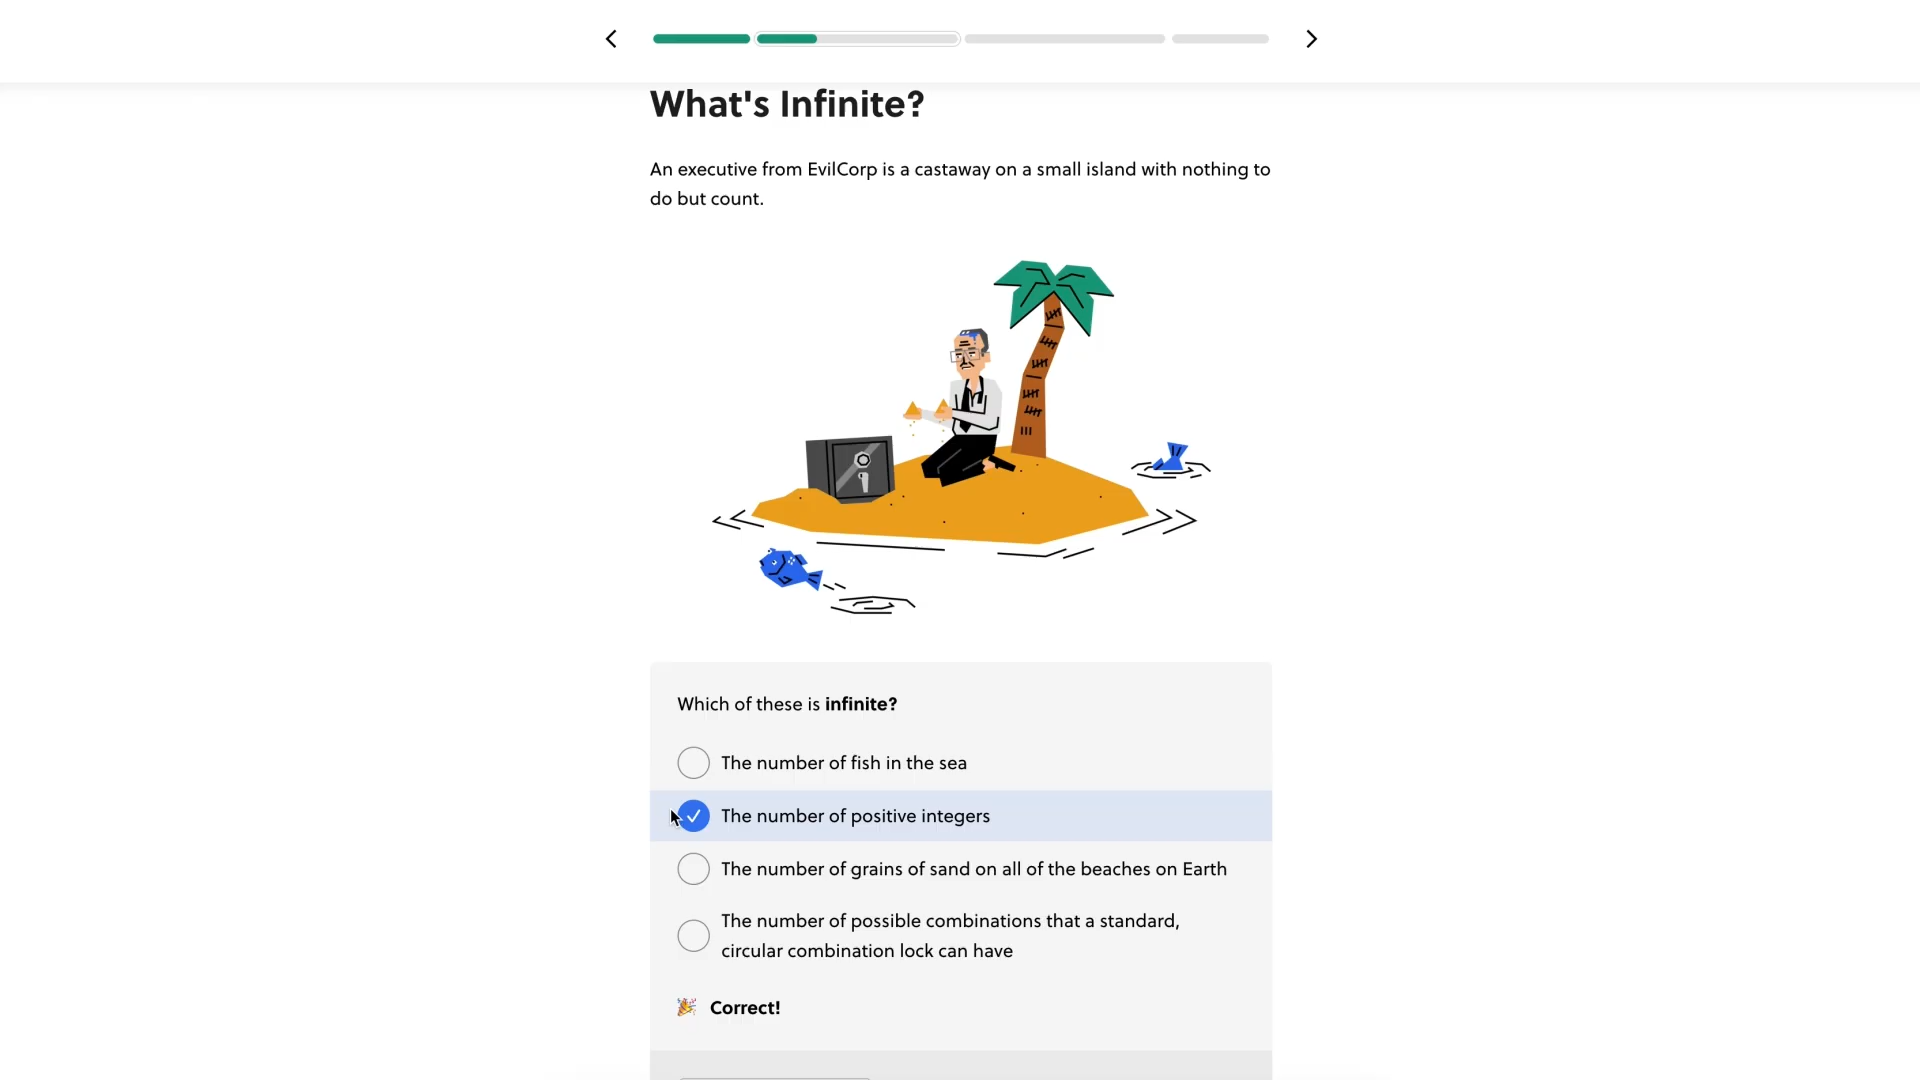 What's Infinite?
An executive from EvilCorp is a castaway on a small island with nothing to
do but count.
Which of these is infinite?
The number of fish in the sea
The number of positive integers
The number of grains of sand on all of the beaches on Earth
The number of possible combinations that a standard,
circular combination lock can have
Correct!